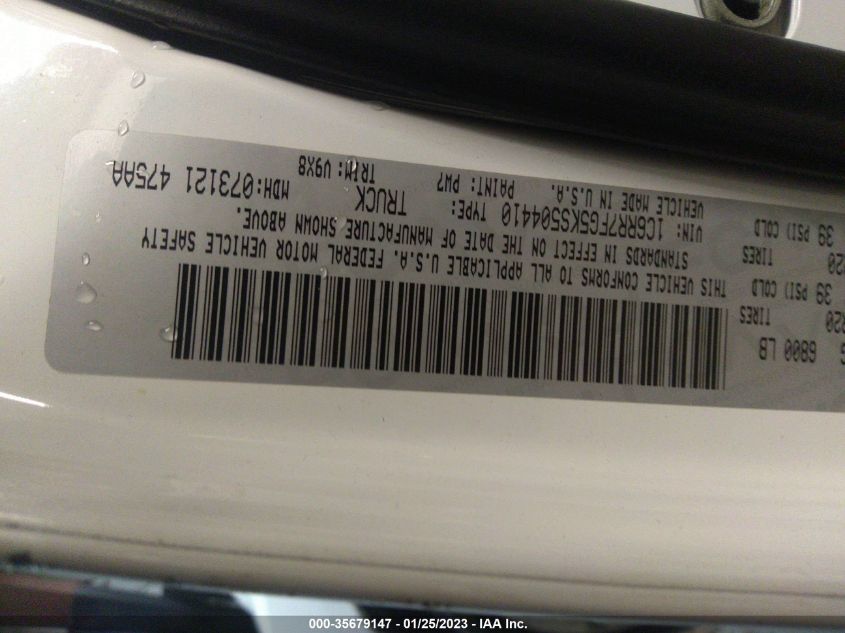 6800 LB
R20 TIRES
39 PSI) COLD
R20 TIRES
39 PSI) COLD
THIS VEHICLE CONFORMS TO ALL APPLICABLE U.S.A. FEDERAL MOTOR VEHICLE SAFETY
STANDARDS IN EFFECT ON THE DATE OF MANUFACTURE SHOWN ABOVE.
VIN: 1C6RR7FG5KS504410 TYPE: TRUCK MDH:073121 475AA
VEHICLE MADE IN U.S.A. PAINT: PW7 TRIM: V9X8
000-35679147 - 01/25/2023 - IAA Inc.